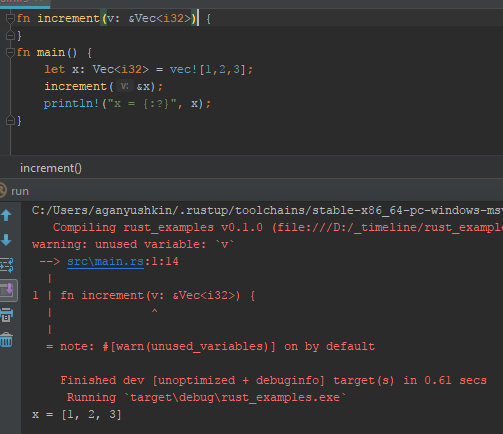 fn increment(v: &Vec<i32>) {
}
fn main() {
    let x: Vec<i32> = vec![1,2,3];
    increment( v: &x);
    println!("x = {:?}", x);
}
increment()
run
C:/Users/aganyushkin/.rustup/toolchains/stable-x86_64-pc-windows-msv
   Compiling rust_examples v0.1.0 (file:///D:/_timeline/rust_example
warning: unused variable: `v`
 --> src\main.rs:1:14
  |
1 | fn increment(v: &Vec<i32>) {
  |              ^
  |
  = note: #[warn(unused_variables)] on by default
    Finished dev [unoptimized + debuginfo] target(s) in 0.61 secs
     Running `target\debug\rust_examples.exe`
x = [1, 2, 3]